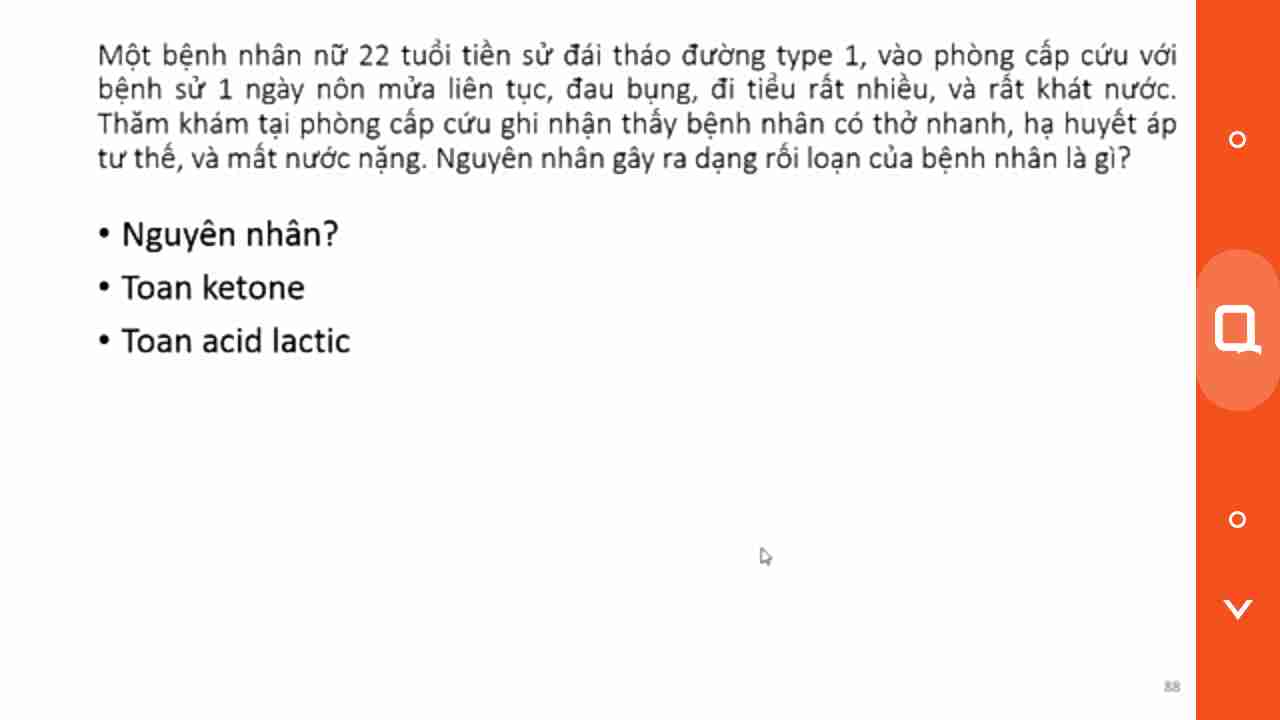 Một bệnh nhân nữ 22 tuổi tiền sử đái tháo đường type 1, vào phòng cấp cứu với
bệnh sử 1 ngày nôn mửa liên tục, đau bụng, đi tiểu rất nhiều, và rất khát nước.
Thăm khám tại phòng cấp cứu ghi nhận thấy bệnh nhân có thở nhanh, hạ huyết áp
tư thế, và mất nước nặng. Nguyên nhân gây ra dạng rối loạn của bệnh nhân là gì?
• Nguyên nhân?
• Toan ketone
• Toan acid lactic
88